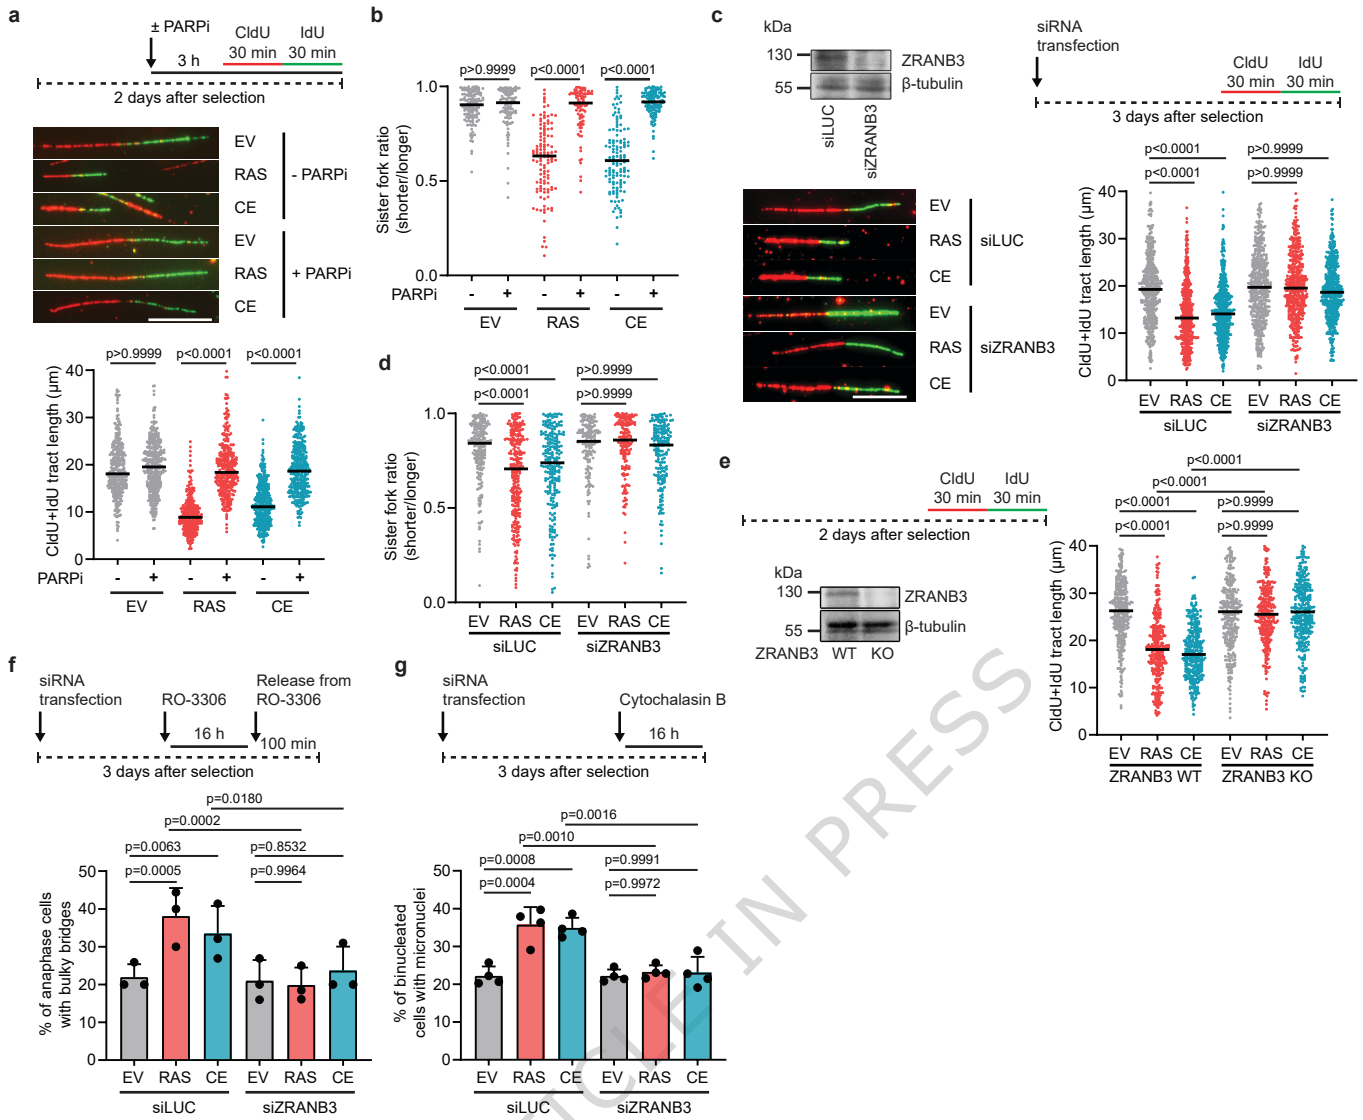 a
± PARPi
CldU
30 min
IdU
30 min
3 h
2 days after selection
EV
RAS
CE
- PARPi
EV
RAS
CE
+ PARPi
CldU+IdU tract length (µm)
p>0.9999
p<0.0001
p<0.0001
40
30
20
10
0
PARPi
- + - + - +
EV RAS CE
b
Sister fork ratio
(shorter/longer)
p>0.9999
p<0.0001
p<0.0001
1.0
0.5
0.0
PARPi
- + - + - +
EV RAS CE
c
kDa
130
55
ZRANB3
β-tubulin
siLUC
siZRANB3
siRNA
transfection
CldU
30 min
IdU
30 min
3 days after selection
EV
RAS
CE
siLUC
EV
RAS
CE
siZRANB3
CldU+IdU tract length (µm)
p<0.0001
p<0.0001
p>0.9999
p>0.9999
40
30
20
10
0
EV RAS CE EV RAS CE
siLUC siZRANB3
d
Sister fork ratio
(shorter/longer)
p<0.0001
p<0.0001
p>0.9999
p>0.9999
1.0
0.5
0.0
EV RAS CE EV RAS CE
siLUC siZRANB3
e
CldU
30 min
IdU
30 min
2 days after selection
kDa
130
55
ZRANB3
β-tubulin
ZRANB3 WT KO
CldU+IdU tract length (µm)
p<0.0001
p<0.0001
p<0.0001
p>0.9999
p<0.0001
p>0.9999
40
30
20
10
0
EV RAS CE EV RAS CE
ZRANB3 WT ZRANB3 KO
f
siRNA
transfection
RO-3306
Release from
RO-3306
16 h
100 min
3 days after selection
% of anaphase cells
with bulky bridges
p=0.0180
p=0.0002
p=0.0063
p=0.8532
p=0.0005
p=0.9964
50
40
30
20
10
0
EV RAS CE EV RAS CE
siLUC siZRANB3
g
siRNA
transfection
Cytochalasin B
16 h
3 days after selection
% of binucleated
cells with micronuclei
p=0.0016
p=0.0010
p=0.0008
p=0.9991
p=0.0004
p=0.9972
50
40
30
20
10
0
EV RAS CE EV RAS CE
siLUC siZRANB3
ICLE IN PRESS